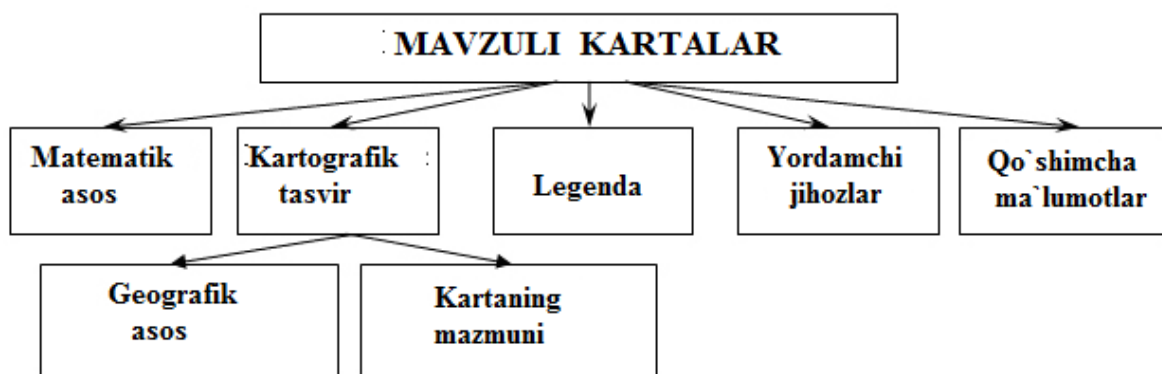 MAVZULI KARTALAR
Matematik
asos
Kartografik
tasvir
Legenda
Yordamchi
jihozlar
Qo`shimcha
ma`lumotlar
Geografik
asos
Kartaning
mazmuni